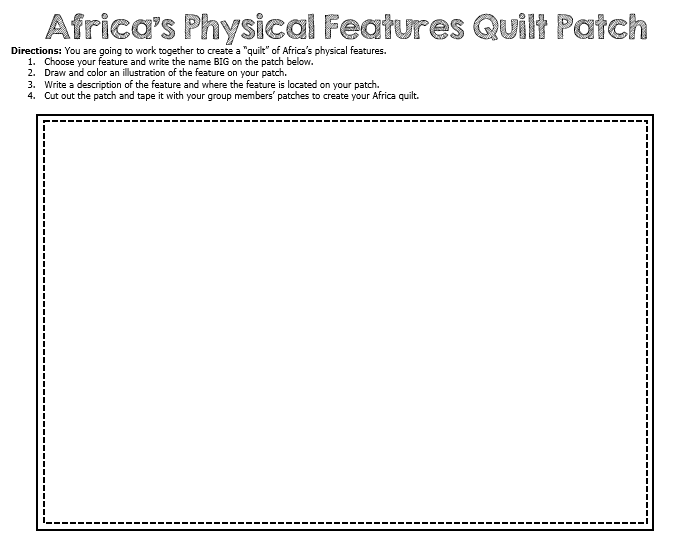 Africa's Physical Features Quilt Patch
Directions: You are going to work together to create a "quilt" of Africa's physical features.
1. Choose your feature and write the name BIG on the patch below.
2. Draw and color an illustration of the feature on your patch.
3. Write a description of the feature and where the feature is located on your patch.
4. Cut out the patch and tape it with your group members' patches to create your Africa quilt.